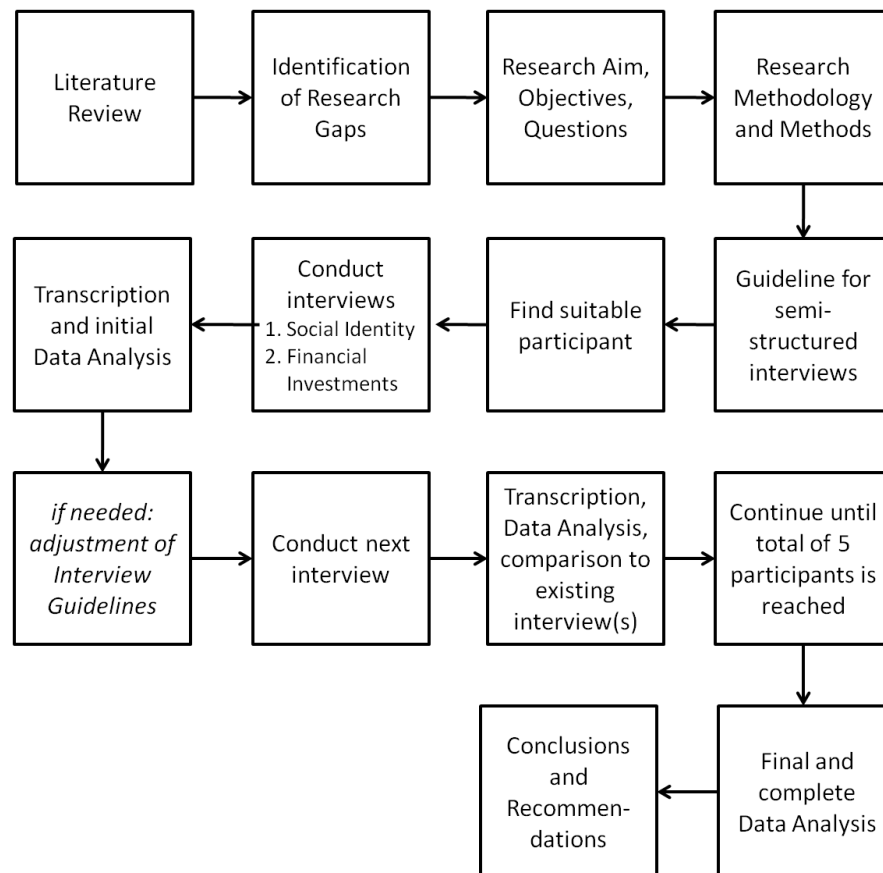 Literature
Review
Identification
of Research
Gaps
Research Aim,
Objectives,
Questions
Research
Methodology
and Methods
Guideline for
semi-
structured
interviews
Find suitable
participant
Conduct
interviews
1. Social Identity
2. Financial
Investments
Transcription
and initial
Data Analysis
if needed:
adjustment of
Interview
Guidelines
Conduct next
interview
Transcription,
Data Analysis,
comparison to
existing
interview(s)
Continue until
total of 5
participants is
reached
Final and
complete
Data Analysis
Conclusions
and
Recommen-
dations